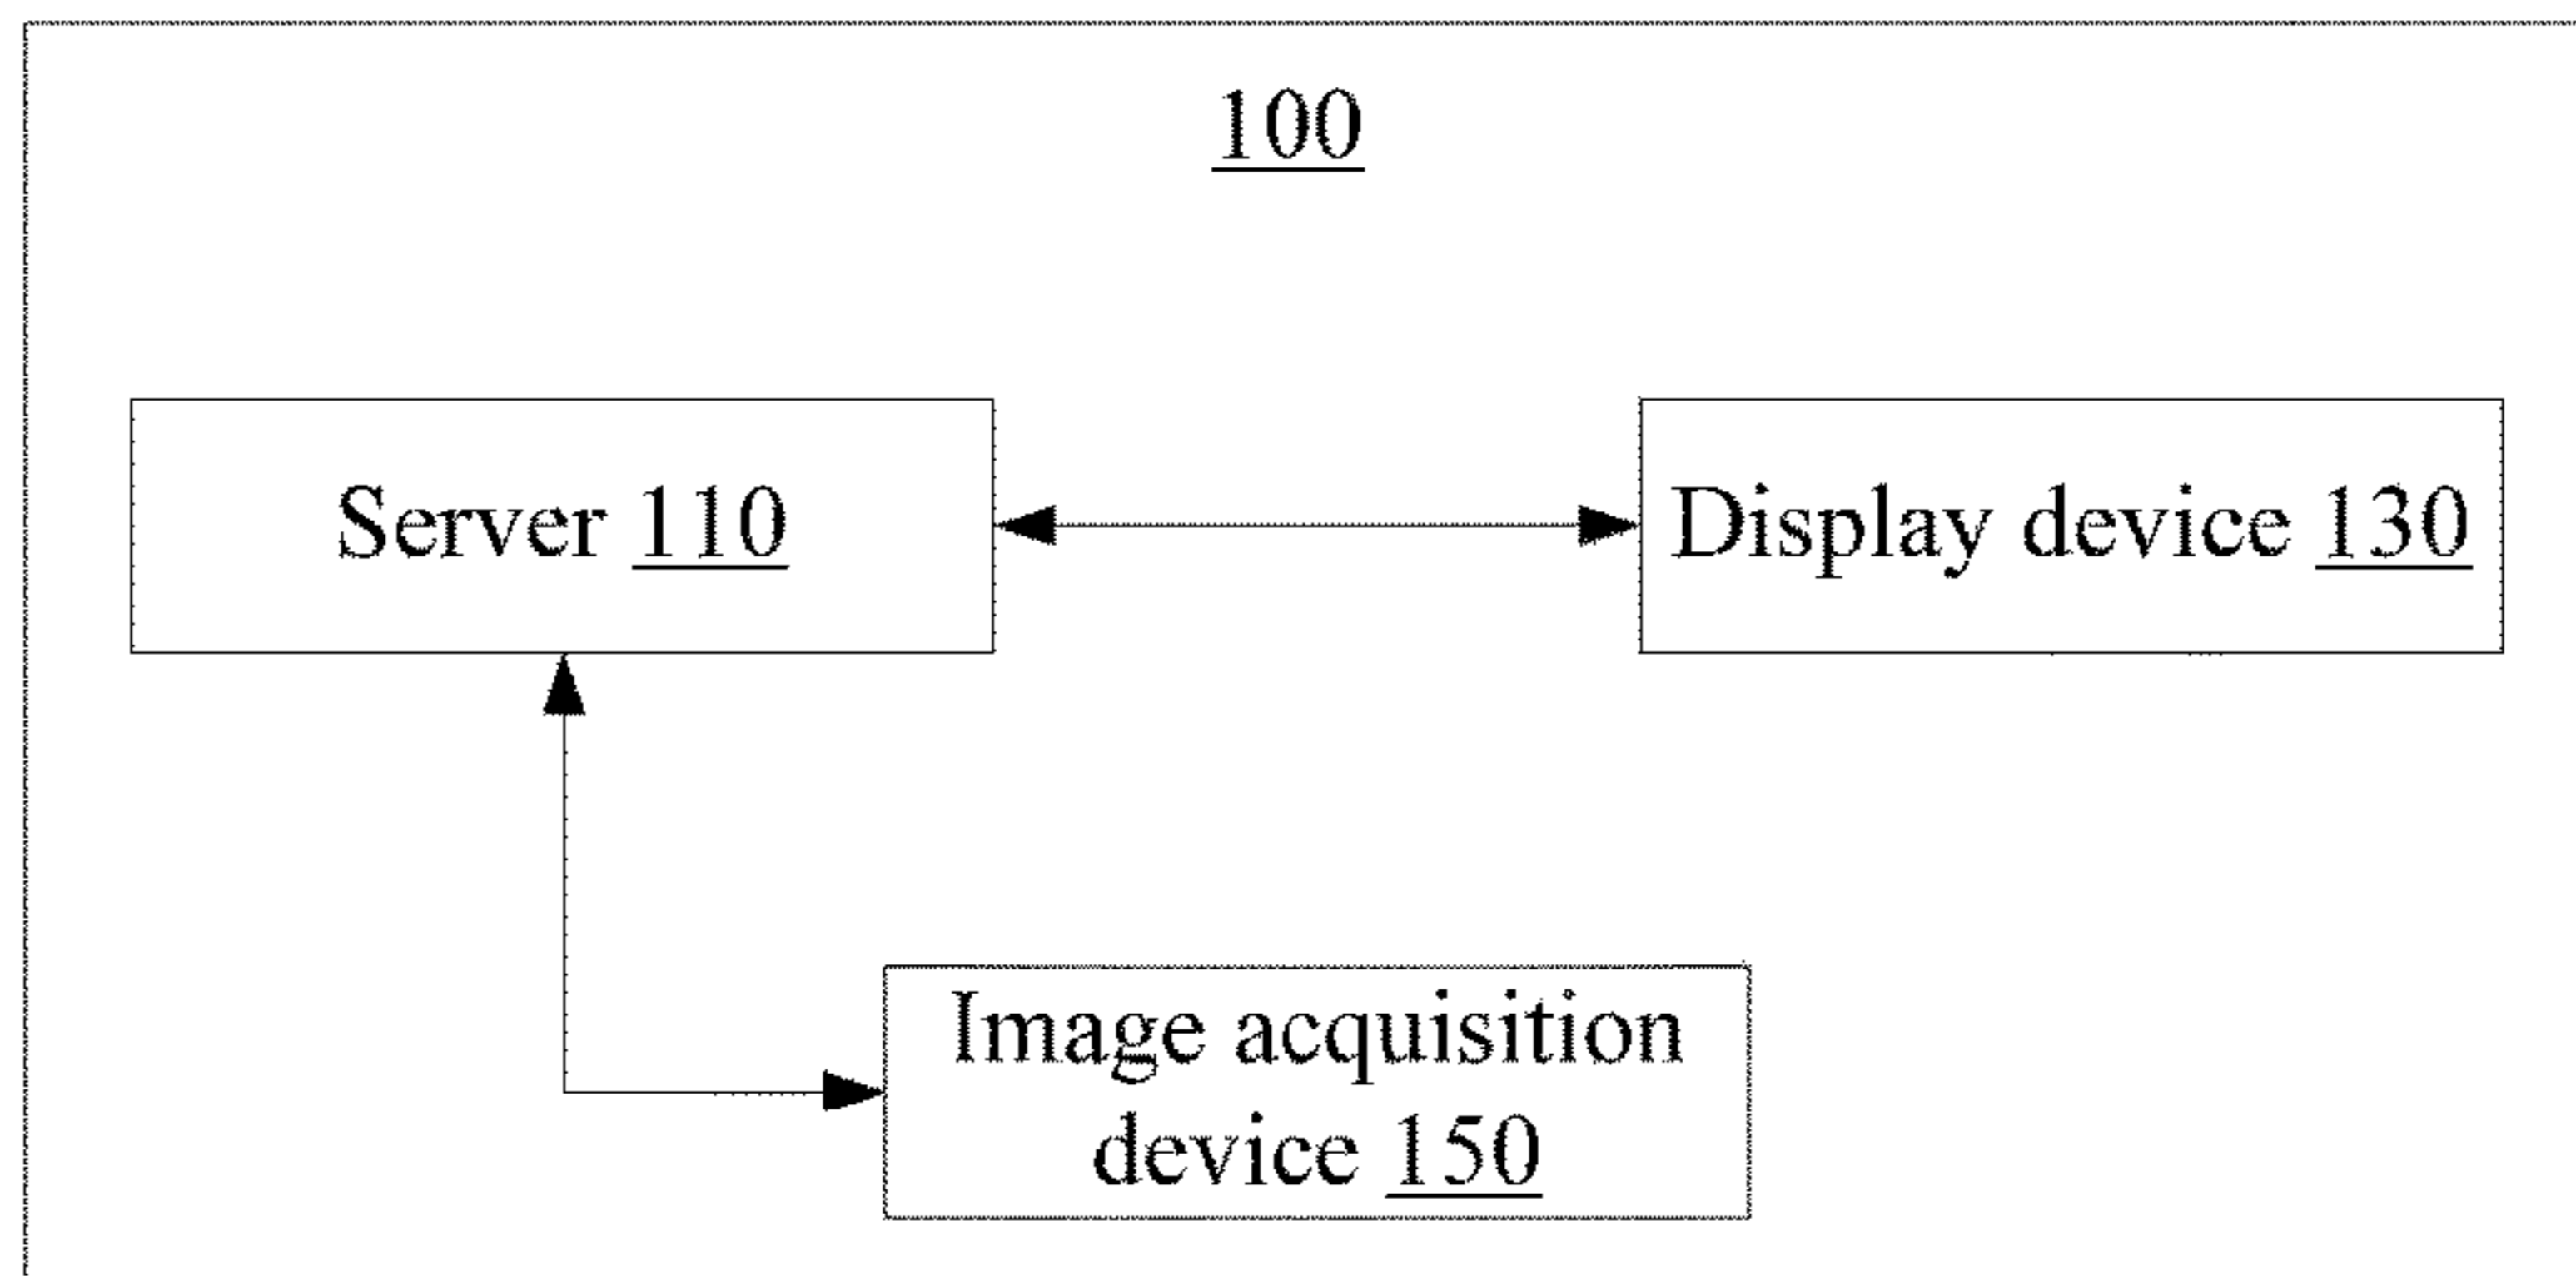 100
Server 110
Display device 130
Image acquisition
device 150